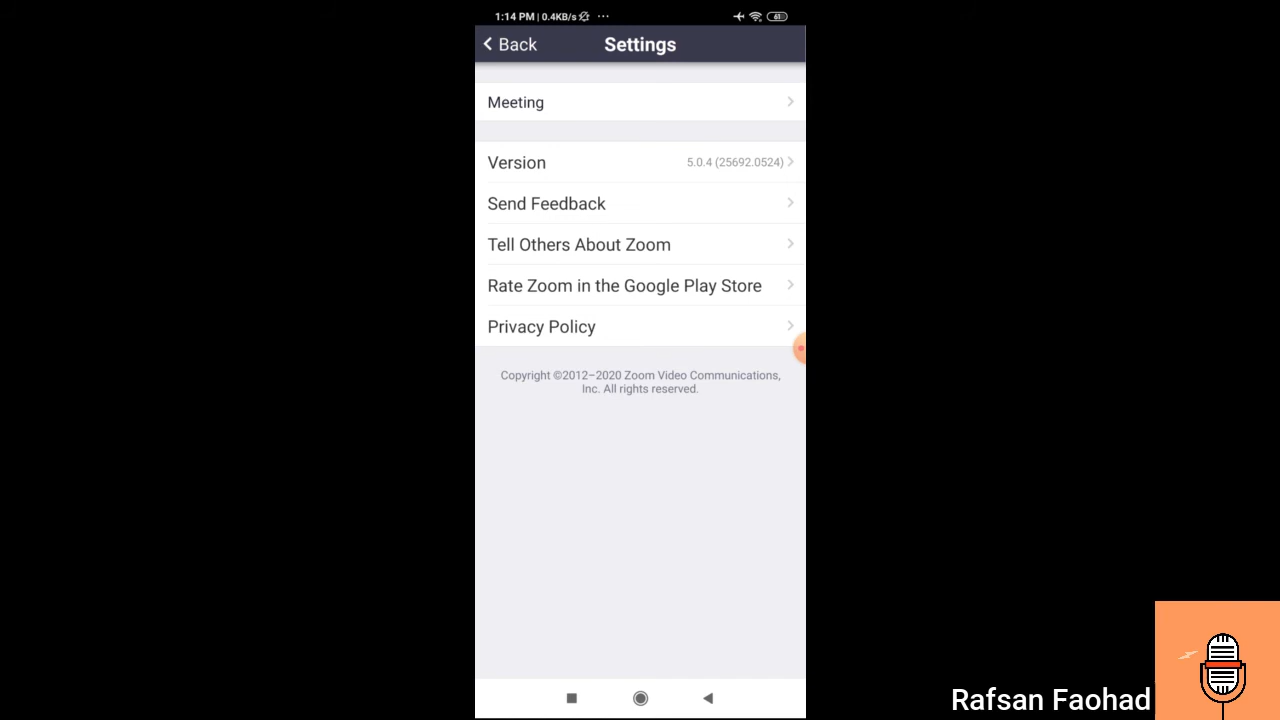 1:14 PM | 0.4KB/s ... 61
Back Settings
Meeting
Version 5.0.4 (25692.0524)
Send Feedback
Tell Others About Zoom
Rate Zoom in the Google Play Store
Privacy Policy
Copyright ©2012–2020 Zoom Video Communications,
Inc. All rights reserved.
Rafsan Faohad